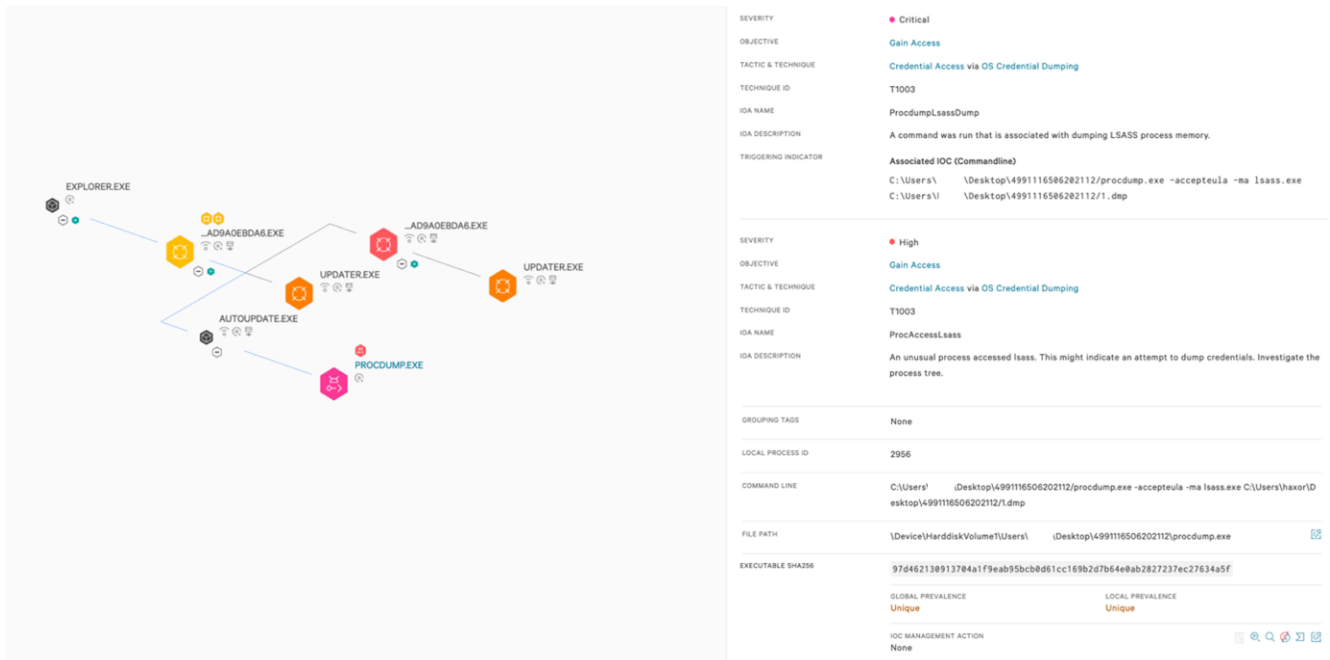 EXPLORER.EXE
_AD9A0EBDA6.EXE
_AD9A0EBDA6.EXE
UPDATER.EXE
UPDATER.EXE
AUTOUPDATE.EXE
PROCDUMP.EXE
SEVERITY Critical
OBJECTIVE Gain Access
TACTIC & TECHNIQUE Credential Access via OS Credential Dumping
TECHNIQUE ID T1003
IOA NAME ProcdumpLsassDump
IOA DESCRIPTION A command was run that is associated with dumping LSASS process memory.
TRIGGERING INDICATOR Associated IOC (Commandline)
C:\Users\ \Desktop\4991116506202112/procdump.exe -accepteula -ma lsass.exe
C:\Users\ \Desktop\4991116506202112/1.dmp
SEVERITY High
OBJECTIVE Gain Access
TACTIC & TECHNIQUE Credential Access via OS Credential Dumping
TECHNIQUE ID T1003
IOA NAME ProcAccessLsass
IOA DESCRIPTION An unusual process accessed lsass. This might indicate an attempt to dump credentials. Investigate the
process tree.
GROUPING TAGS None
LOCAL PROCESS ID 2956
COMMAND LINE C:\Users\ \Desktop\4991116506202112/procdump.exe -accepteula -ma lsass.exe C:\Users\haxor\D
esktop\4991116506202112/1.dmp
FILE PATH \Device\HarddiskVolume1\Users\ \Desktop\4991116506202112\procdump.exe
EXECUTABLE SHA256 97d462130913704a1f9eab95bcb0d61cc169b2d7b64e0ab2827237ec27634a5f
GLOBAL PREVALENCE LOCAL PREVALENCE
Unique Unique
IOC MANAGEMENT ACTION
None